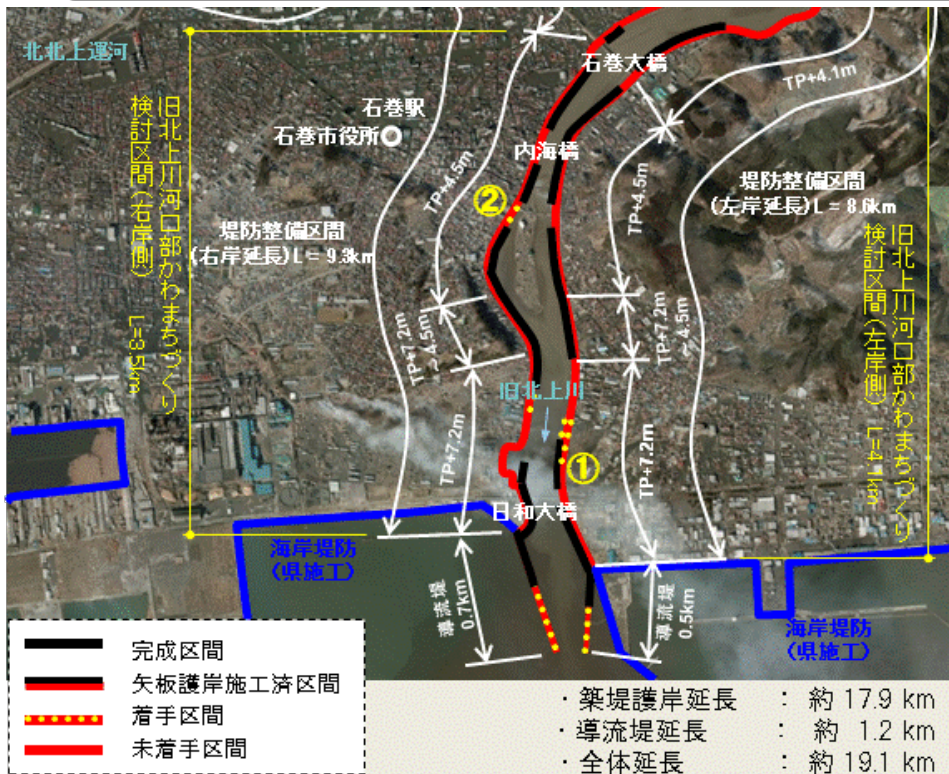 北北上運河
石巻大橋
TP+4.1m
石巻駅
石巻市役所
内海橋
旧北上川河口部かわまちづくり
検討区間(右岸側) L=3.5km
TP+4.5m
②
TP+4.5m
堤防整備区間
(左岸延長)L = 8.6km
堤防整備区間
(右岸延長)L = 9.3km
旧北上川河口部かわまちづくり
検討区間(左岸側) L=4.1km
TP+7.2m
~4.5m
TP+7.2m
~4.5m
旧北上川
TP+7.2m
①
TP+7.2m
日和大橋
海岸堤防
(県施工)
導流堤
0.7km
導流堤
0.5km
海岸堤防
(県施工)
完成区間
矢板護岸施工済区間
着手区間
未着手区間
・築堤護岸延長 : 約 17.9 km
・導流堤延長 : 約 1.2 km
・全体延長 : 約 19.1 km